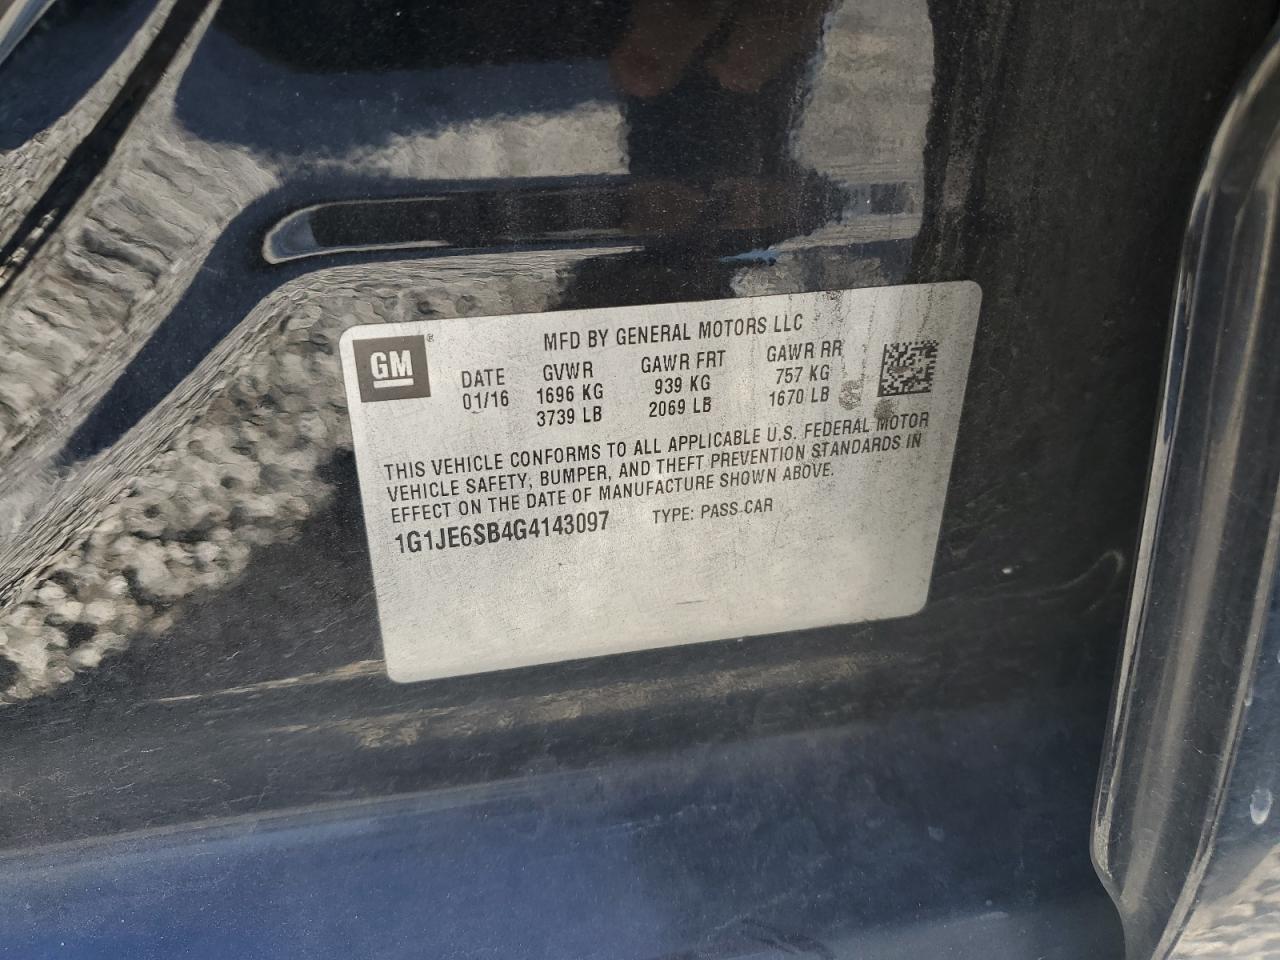 MFD BY GENERAL MOTORS LLC
GM®
DATE GVWR GAWR FRT GAWR RR
01/16 1696 KG 939 KG 757 KG
3739 LB 2069 LB 1670 LB
THIS VEHICLE CONFORMS TO ALL APPLICABLE U.S. FEDERAL MOTOR
VEHICLE SAFETY, BUMPER, AND THEFT PREVENTION STANDARDS IN
EFFECT ON THE DATE OF MANUFACTURE SHOWN ABOVE.
1G1JE6SB4G4143097 TYPE: PASS CAR